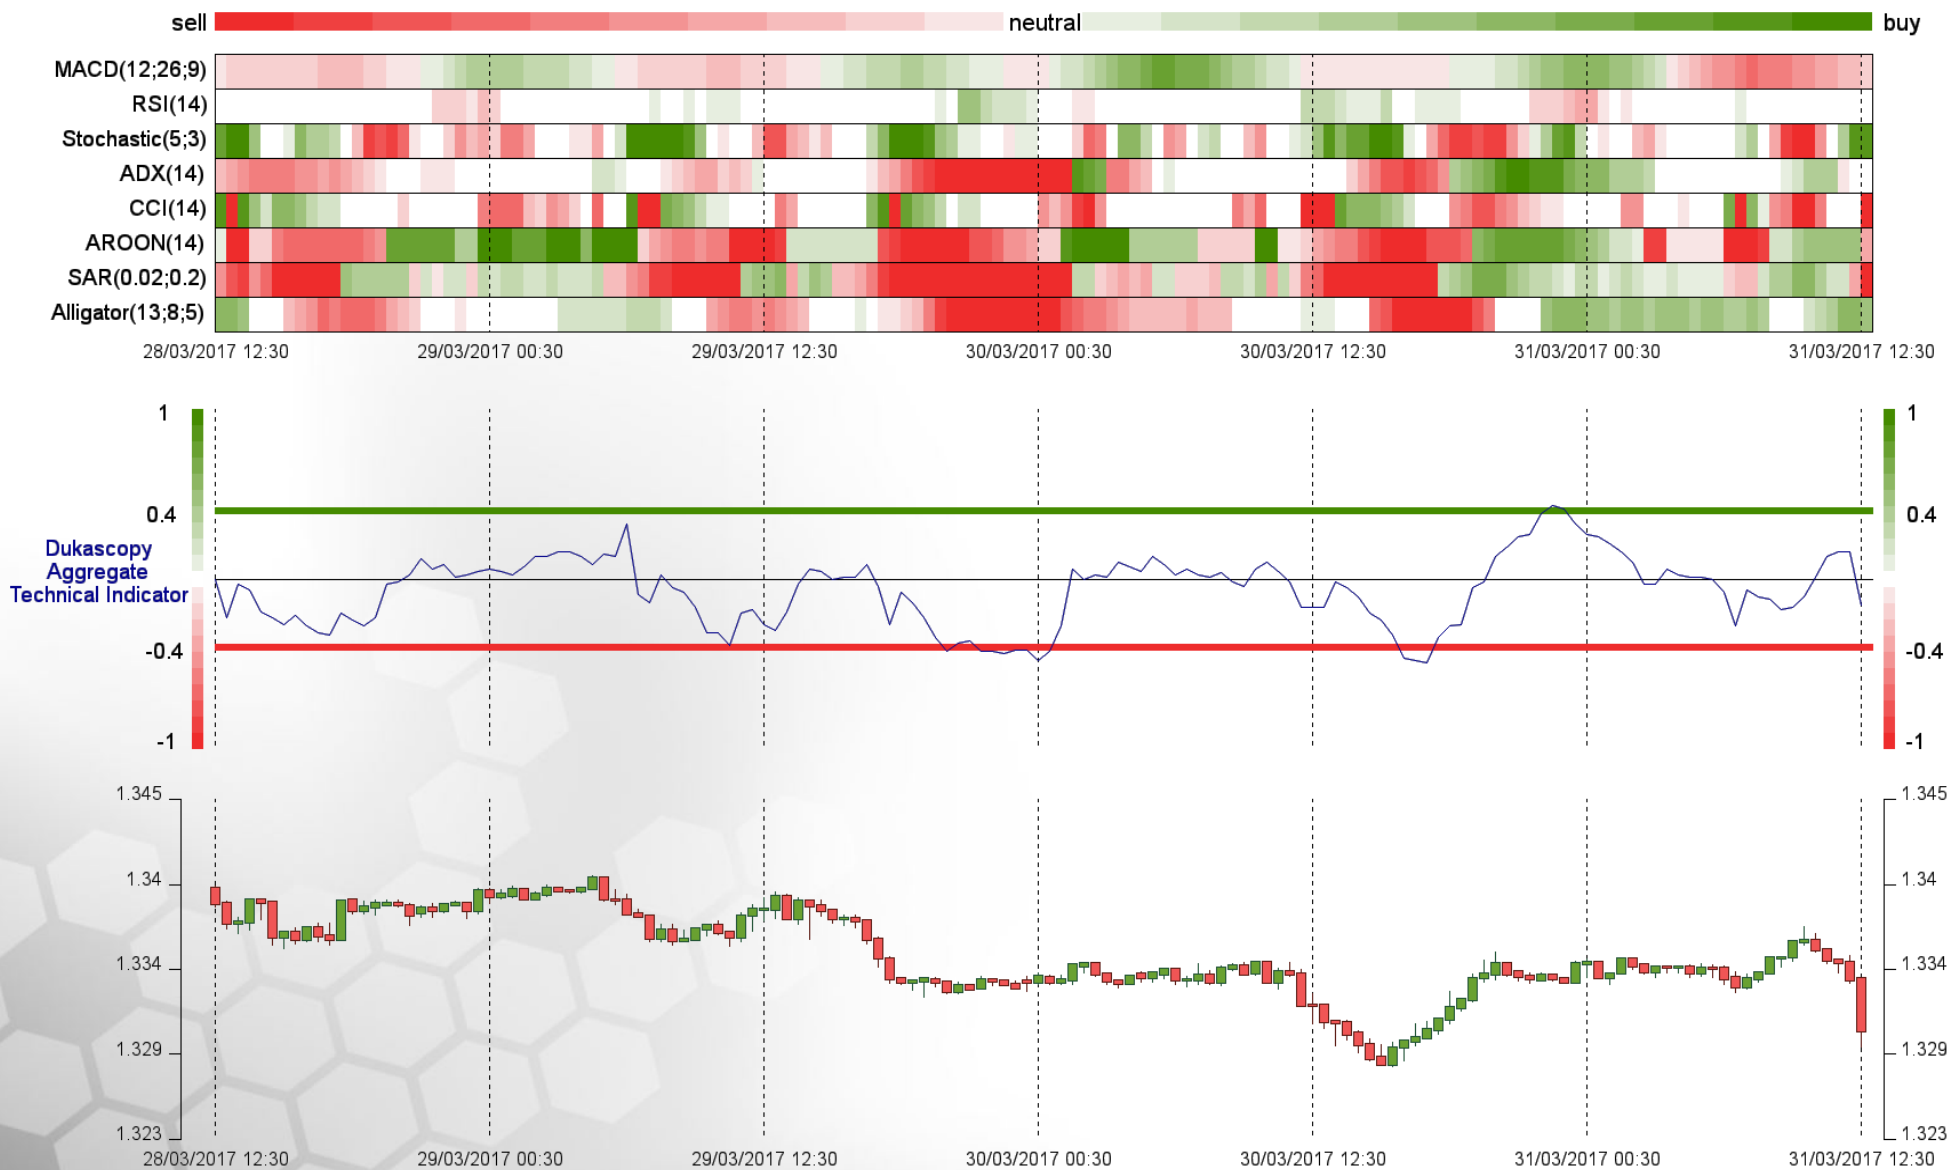 sell neutral buy
MACD(12;26;9)
RSI(14)
Stochastic(5;3)
ADX(14)
CCI(14)
AROON(14)
SAR(0.02;0.2)
Alligator(13;8;5)
28/03/2017 12:30 29/03/2017 00:30 29/03/2017 12:30 30/03/2017 00:30 30/03/2017 12:30 31/03/2017 00:30 31/03/2017 12:30
1 1
0.4 0.4
Dukascopy
Aggregate
Technical Indicator
-0.4 -0.4
-1 -1
1.345 1.345
1.34 1.34
1.334 1.334
1.329 1.329
1.323 1.323
28/03/2017 12:30 29/03/2017 00:30 29/03/2017 12:30 30/03/2017 00:30 30/03/2017 12:30 31/03/2017 00:30 31/03/2017 12:30